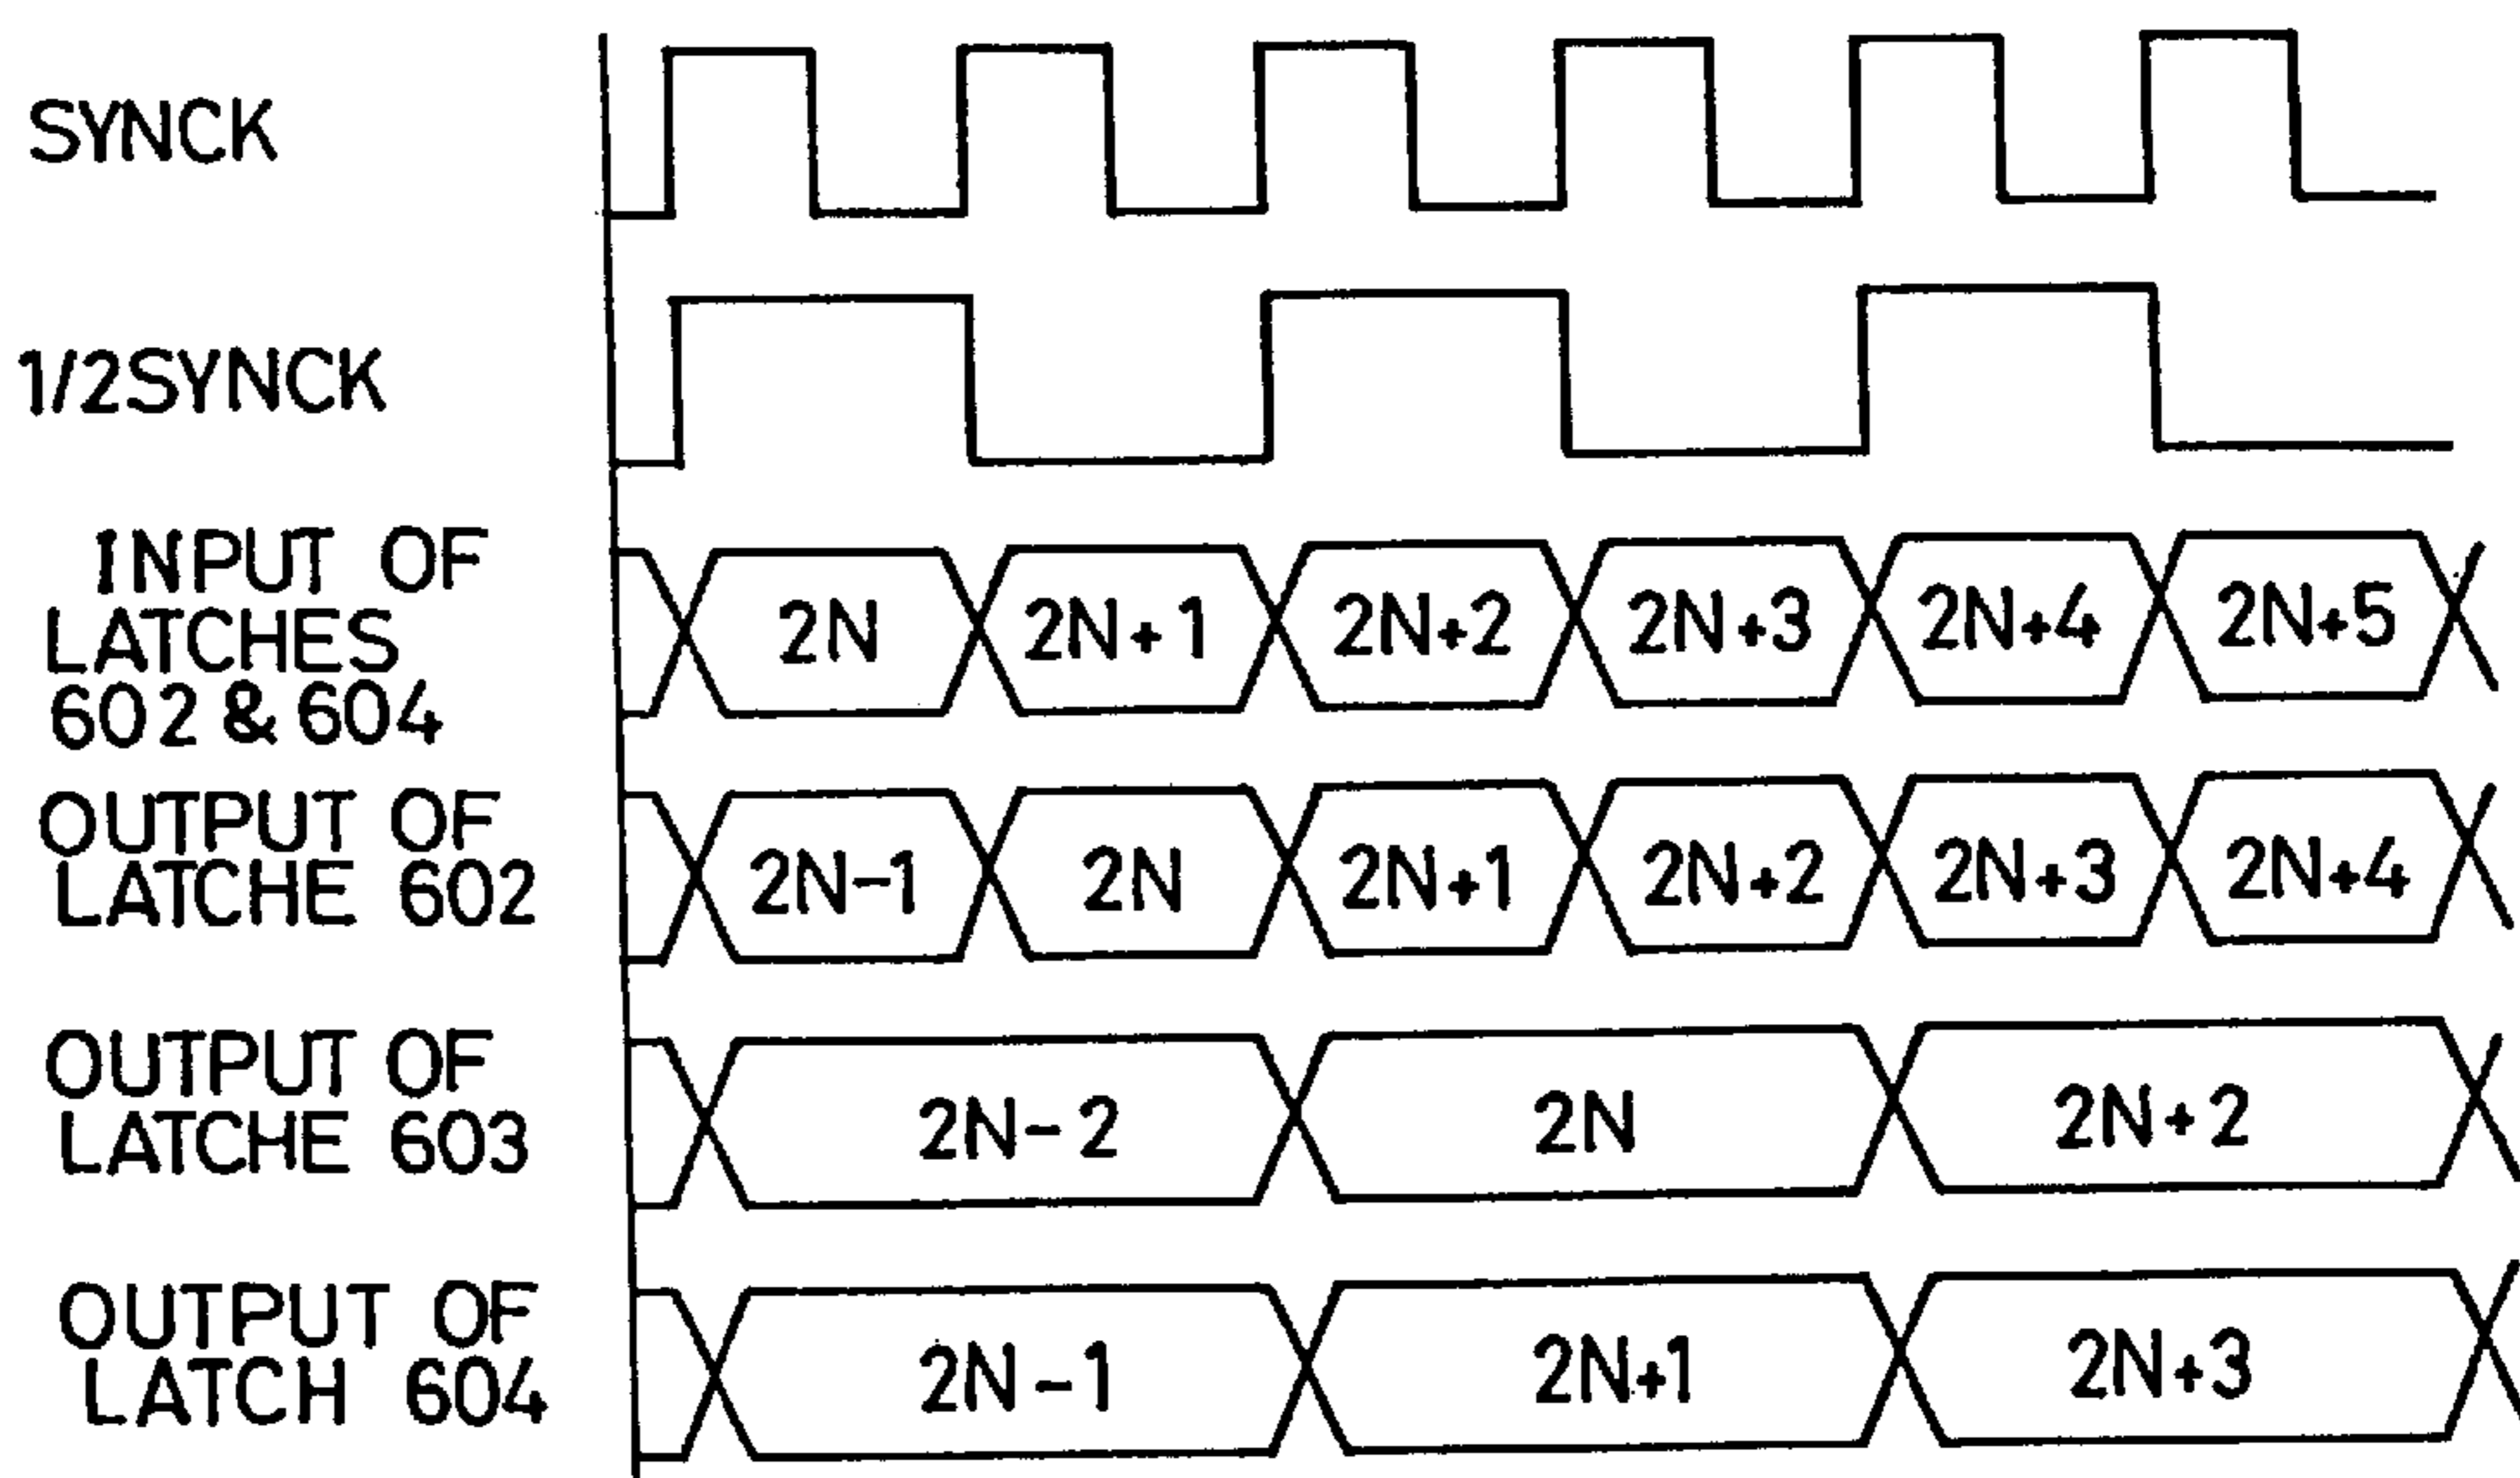 SYNCK
1/2SYNCK
INPUT OF
LATCHES
602 & 604
2N 2N+1 2N+2 2N+3 2N+4 2N+5
OUTPUT OF
LATCHE 602
2N-1 2N 2N+1 2N+2 2N+3 2N+4
OUTPUT OF
LATCHE 603
2N-2 2N 2N+2
OUTPUT OF
LATCH 604
2N-1 2N+1 2N+3